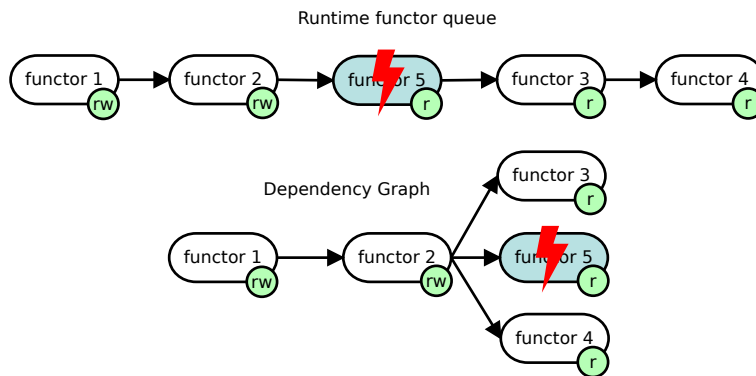 Runtime functor queue
functor 1
rw
functor 2
rw
functor 5
r
functor 3
r
functor 4
r
Dependency Graph
functor 3
r
functor 1
rw
functor 2
rw
functor 5
r
functor 4
r